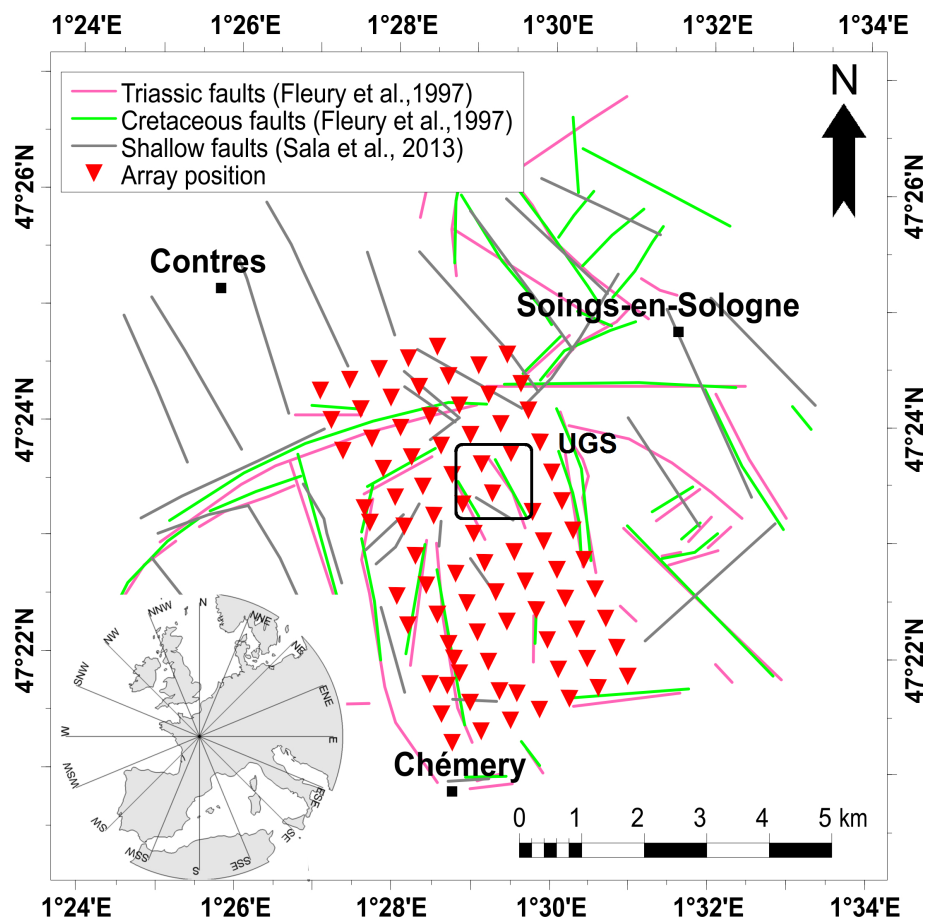 1°24'E 1°26'E 1°28'E 1°30'E 1°32'E 1°34'E
Triassic faults (Fleury et al.,1997)
Cretaceous faults (Fleury et al.,1997)
Shallow faults (Sala et al., 2013)
Array position
N
47°26'N
47°26'N
Contres
Soings-en-Sologne
47°24'N
47°24'N
UGS
47°22'N
47°22'N
N
NNE
NE
ENE
E
ESE
SE
SSE
S
SSW
SW
WSW
W
SNW
NW
NNW
Chémery
0 1 2 3 4 5 km
1°24'E 1°26'E 1°28'E 1°30'E 1°32'E 1°34'E